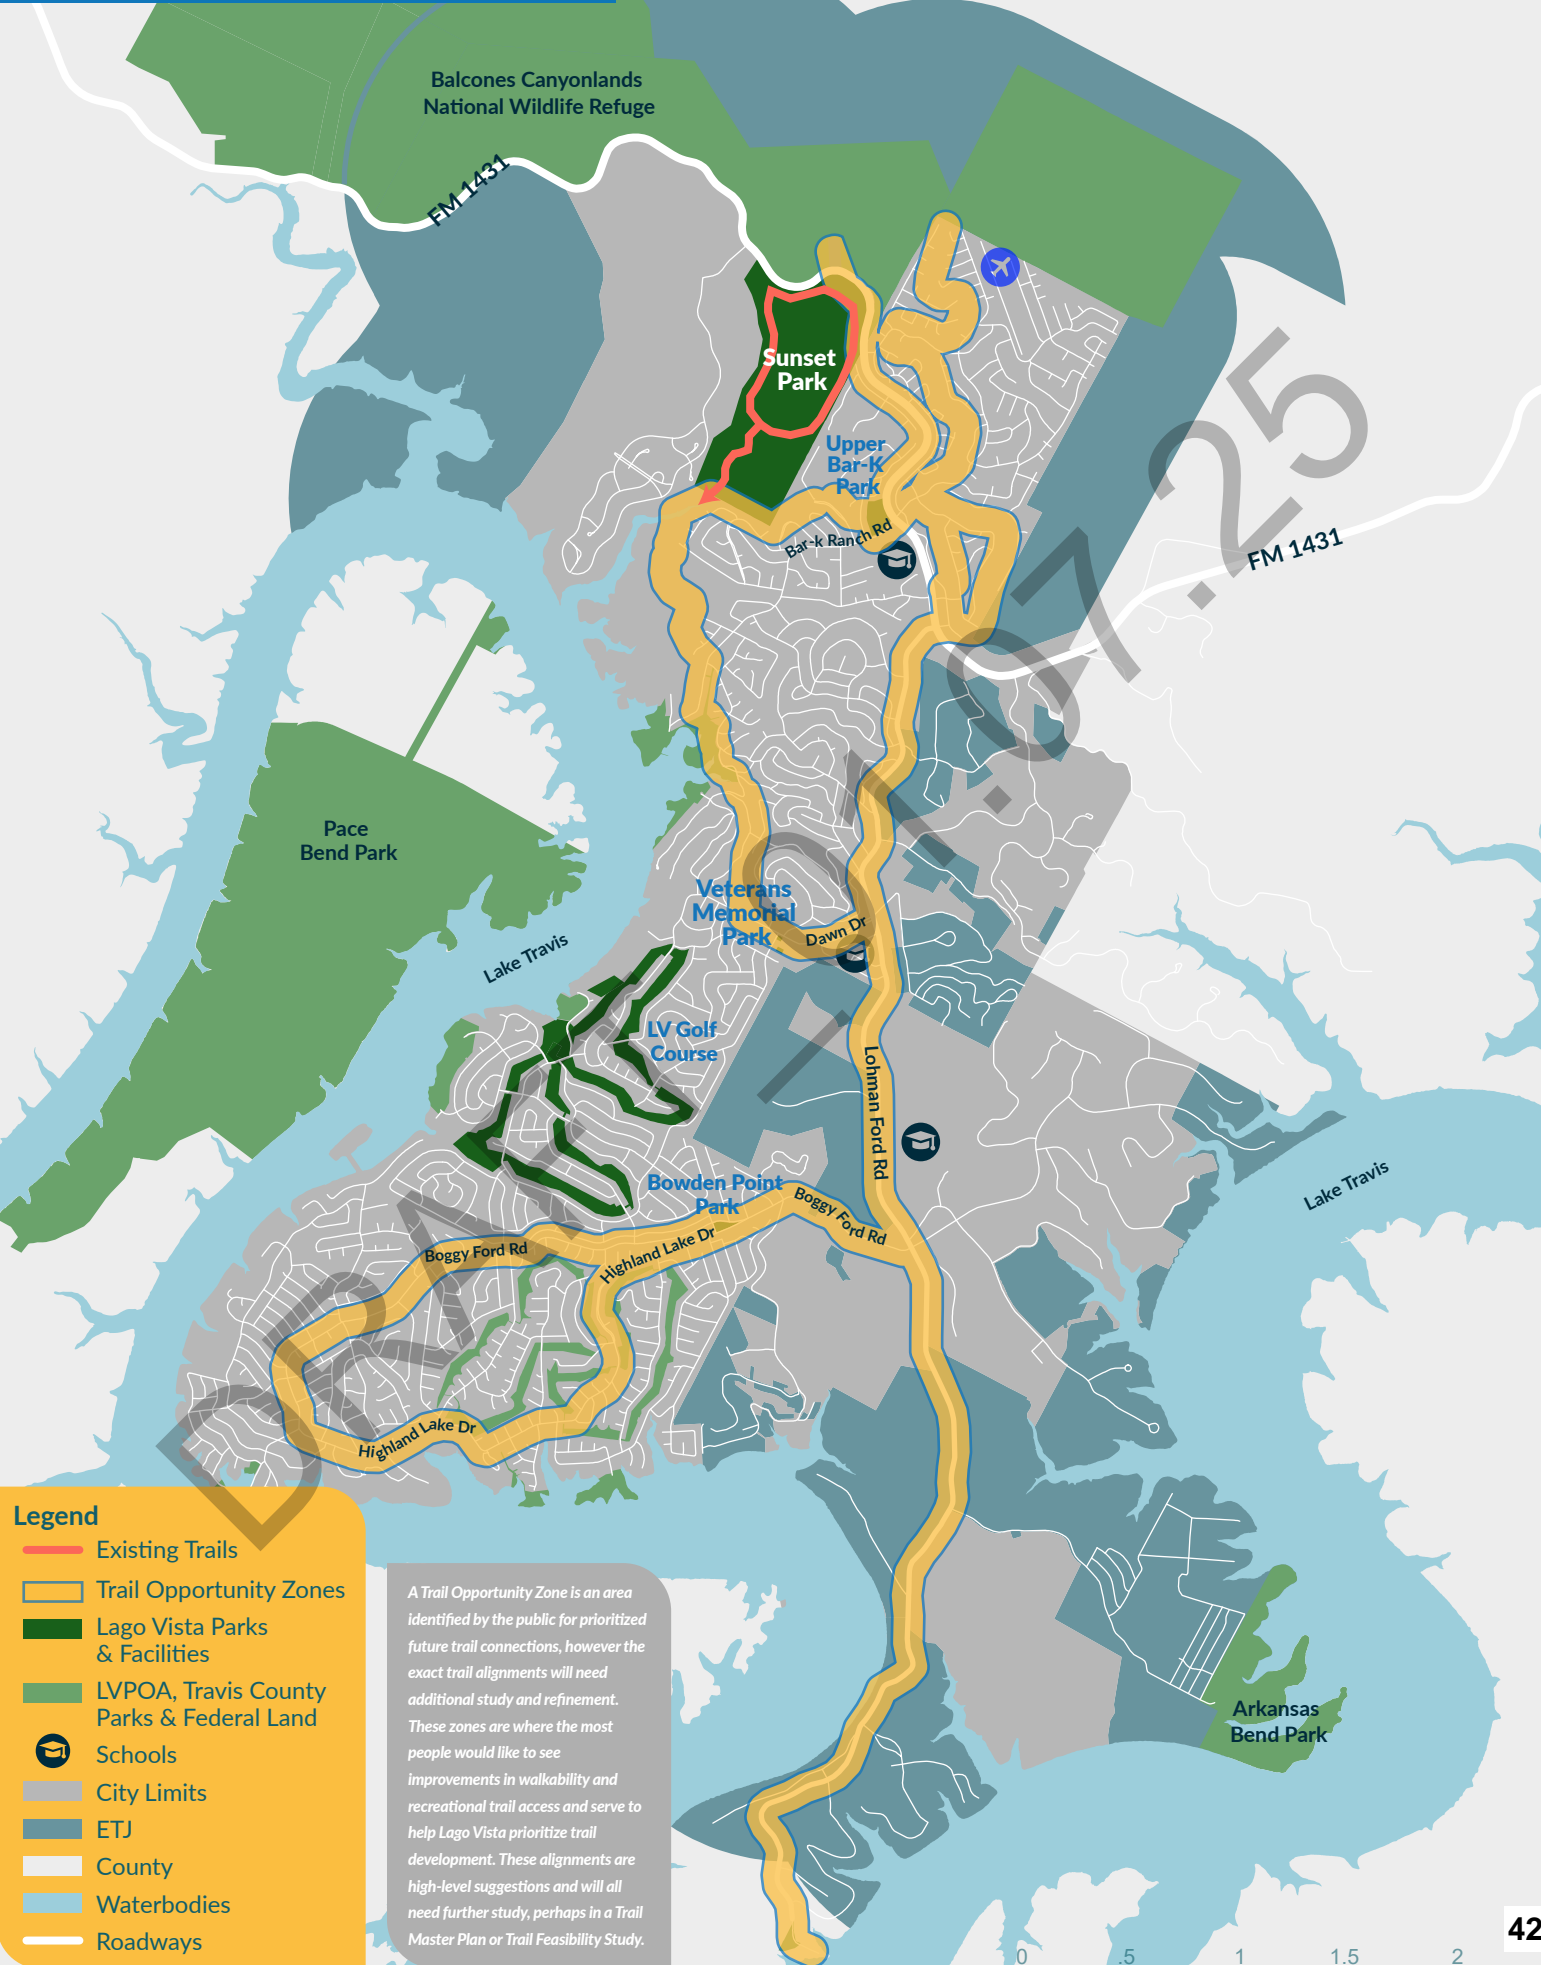 Balcones Canyonlands
National Wildlife Refuge
FM 1431
Sunset
Park
Upper
Bar-K
Park
Bar-k Ranch Rd
FM 1431
Pace
Bend Park
Lake Travis
Veterans
Memorial
Park
Dawn Dr
LV Golf
Course
Lohman Ford Rd
Bowden Point
Park
Boggy Ford Rd
Lake Travis
Boggy Ford Rd
Highland Lake Dr
Highland Lake Dr
Arkansas
Bend Park
DRAFT 01.07.25
Legend
Existing Trails
Trail Opportunity Zones
Lago Vista Parks
& Facilities
LVPOA, Travis County
Parks & Federal Land
Schools
City Limits
ETJ
County
Waterbodies
Roadways
A Trail Opportunity Zone is an area
identified by the public for prioritized
future trail connections, however the
exact trail alignments will need
additional study and refinement.
These zones are where the most
people would like to see
improvements in walkability and
recreational trail access and serve to
help Lago Vista prioritize trail
development. These alignments are
high-level suggestions and will all
need further study, perhaps in a Trail
Master Plan or Trail Feasibility Study.
42
0 .5 1 1.5 2